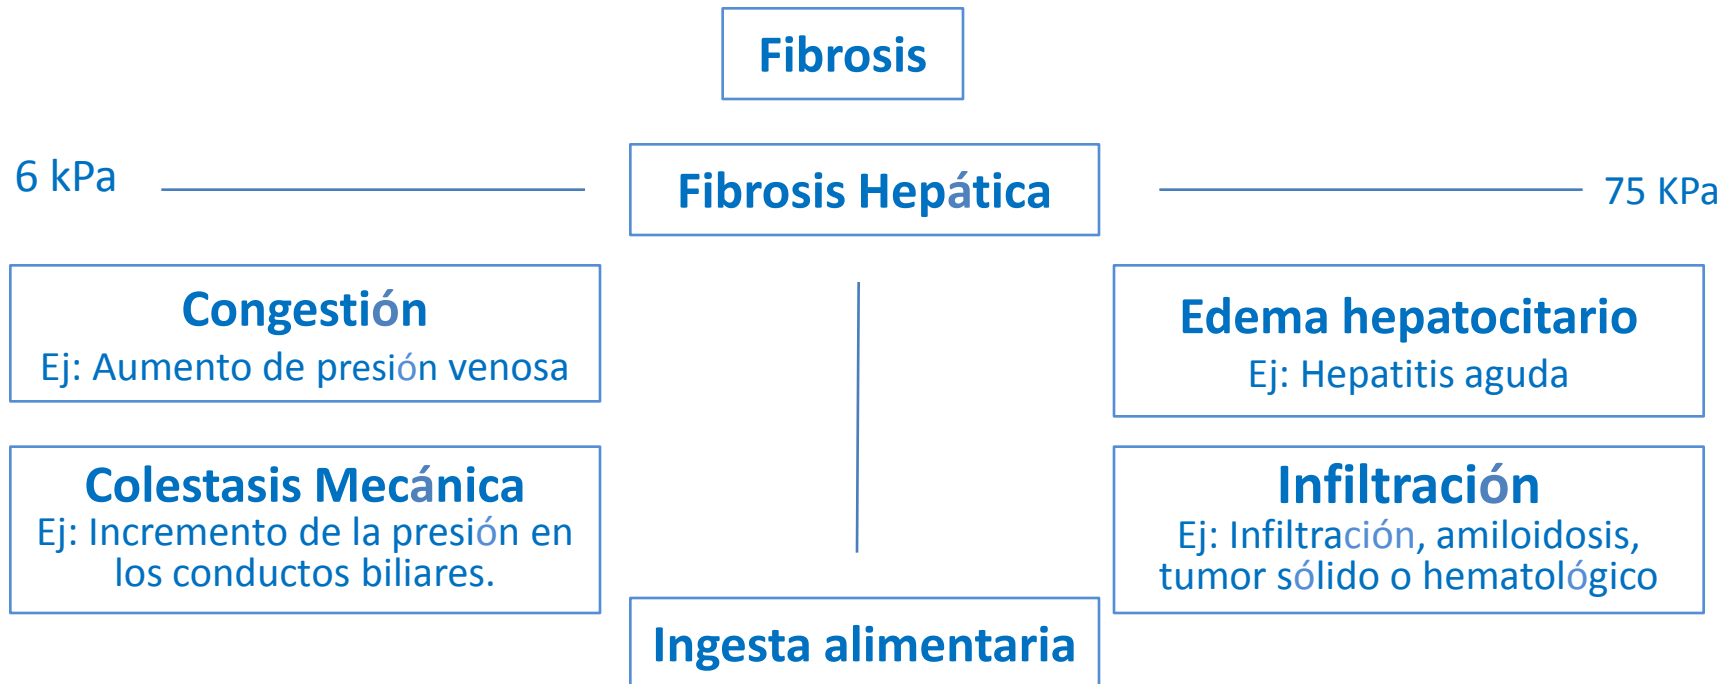 Fibrosis
6 kPa
Fibrosis Hepática
75 KPa
Congestión
Ej: Aumento de presión venosa
Edema hepatocitario
Ej: Hepatitis aguda
Colestasis Mecánica
Ej: Incremento de la presión en
los conductos biliares.
Infiltración
Ej: Infiltración, amiloidosis,
tumor sólido o hematológico
Ingesta alimentaria